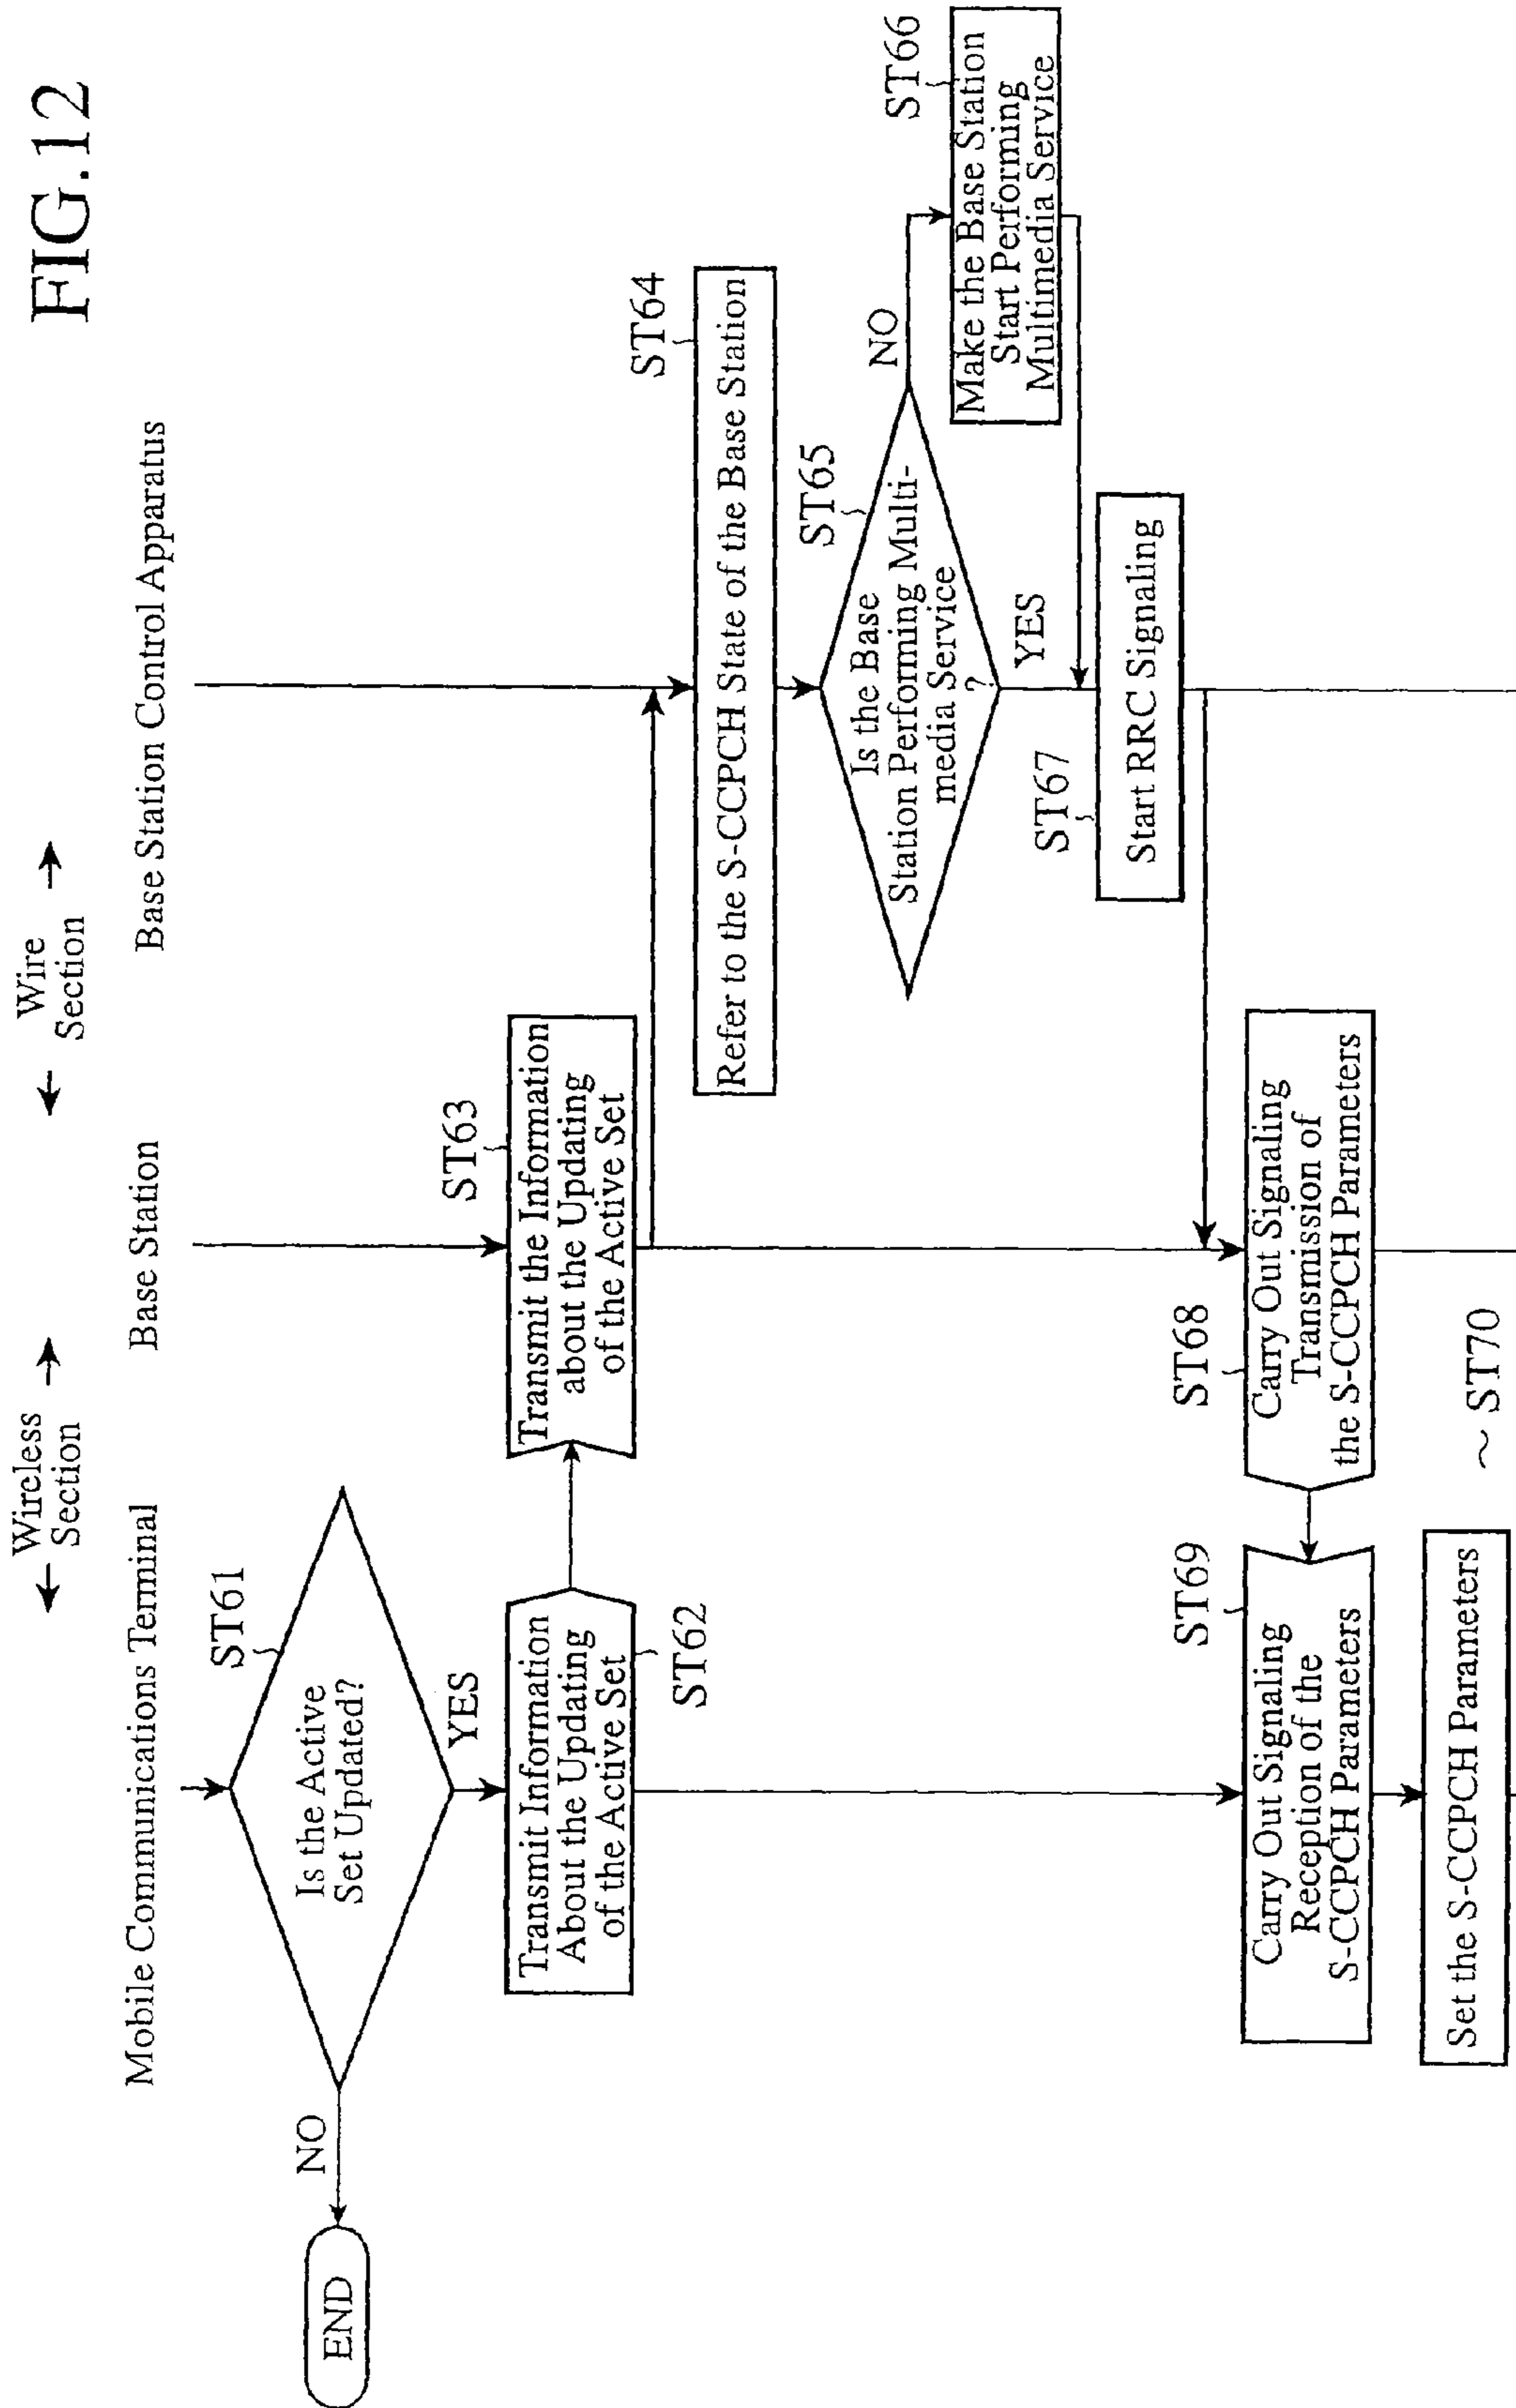 FIG.12
← Wireless →
Section
← Wire →
Section
Mobile Communications Terminal
Base Station
Base Station Control Apparatus
ST61
Is the Active
Set Updated?
NO
END
YES
Transmit Information
About the Updating
of the Active Set
ST62
ST63
Transmit the Information
about the Updating
of the Active Set
ST64
Refer to the S-CCPCH State of the Base Station
ST65
Is the Base
Station Performing Multi-
media Service
?
NO
ST66
Make the Base Station
Start Performing
Multimedia Service
YES
ST67
Start RRC Signaling
ST68
Carry Out Signaling
Transmission of
the S-CCPCH Parameters
ST69
Carry Out Signaling
Reception of the
S-CCPCH Parameters
Set the S-CCPCH Parameters
~ ST70